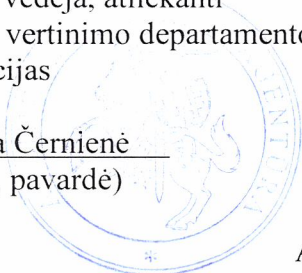 vedėja, atliekanti
vertinimo departamento
cijas
a Černienė
pavardė)